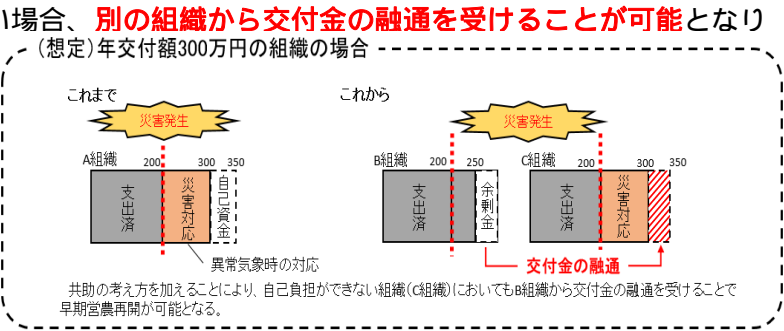 い場合、別の組織から交付金の融通を受けることが可能となり
(想定)年交付額300万円の組織の場合
これまで
災害発生
A組織 200 300 350
支出済
災害対応
自己資金
異常気象時の対応
これから
災害発生
B組織 200 250
支出済
余剰金
C組織 200 300 350
支出済
災害対応
交付金の融通
共助の考え方を加えることにより、自己負担ができない組織(C組織)においてもB組織から交付金の融通を受けることで
早期営農再開が可能となる。